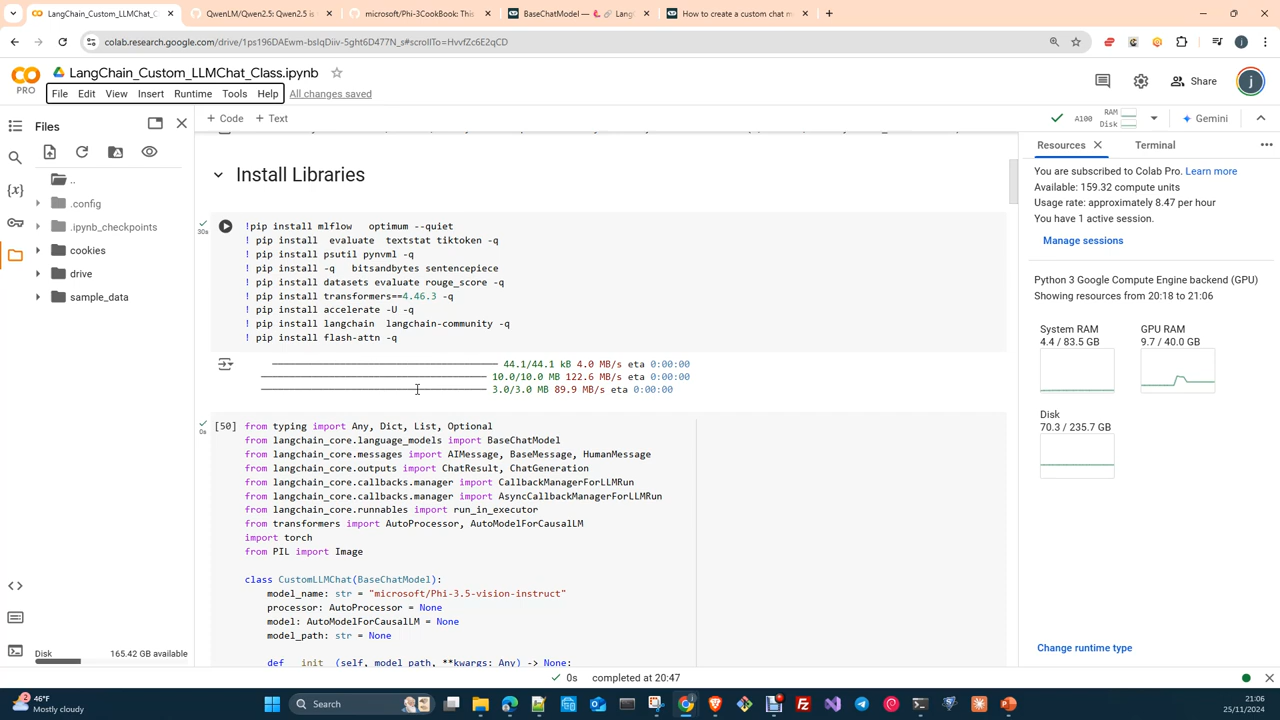 LangChain_Custom_LLMChat_C
QwenLM/Qwen2.5: Qwen2.5 is
microsoft/Phi-3CookBook: This
BaseChatModel — 🦜🔗 Lang
How to create a custom chat m
colab.research.google.com/drive/1ps196DAEwm-bsIqDiiv-5ght6D477N_s#scrollTo=HvvfZc6E2qCD
LangChain_Custom_LLMChat_Class.ipynb
PRO
File Edit View Insert Runtime Tools Help All changes saved
Share
j
+ Code + Text
A100
RAM
Disk
Gemini
Files
..
.config
.ipynb_checkpoints
cookies
drive
sample_data
Disk
165.42 GB available
Install Libraries
30s
!pip install mlflow optimum --quiet
! pip install evaluate textstat tiktoken -q
! pip install psutil pynvml -q
! pip install -q bitsandbytes sentencepiece
! pip install datasets evaluate rouge_score -q
! pip install transformers==4.46.3 -q
! pip install accelerate -U -q
! pip install langchain langchain-community -q
! pip install flash-attn -q
44.1/44.1 kB 4.0 MB/s eta 0:00:00
10.0/10.0 MB 122.6 MB/s eta 0:00:00
3.0/3.0 MB 89.9 MB/s eta 0:00:00
[50]
0s
from typing import Any, Dict, List, Optional
from langchain_core.language_models import BaseChatModel
from langchain_core.messages import AIMessage, BaseMessage, HumanMessage
from langchain_core.outputs import ChatResult, ChatGeneration
from langchain_core.callbacks.manager import CallbackManagerForLLMRun
from langchain_core.callbacks.manager import AsyncCallbackManagerForLLMRun
from langchain_core.runnables import run_in_executor
from transformers import AutoProcessor, AutoModelForCausalLM
import torch
from PIL import Image
class CustomLLMChat(BaseChatModel):
model_name: str = "microsoft/Phi-3.5-vision-instruct"
processor: AutoProcessor = None
model: AutoModelForCausalLM = None
model_path: str = None
def __init__(self, model_path, **kwargs: Any) -> None:
Resources
Terminal
You are subscribed to Colab Pro. Learn more
Available: 159.32 compute units
Usage rate: approximately 8.47 per hour
You have 1 active session.
Manage sessions
Python 3 Google Compute Engine backend (GPU)
Showing resources from 20:18 to 21:06
System RAM
4.4 / 83.5 GB
GPU RAM
9.7 / 40.0 GB
Disk
70.3 / 235.7 GB
Change runtime type
0s completed at 20:47
46°F
Mostly cloudy
Search
21:06
25/11/2024